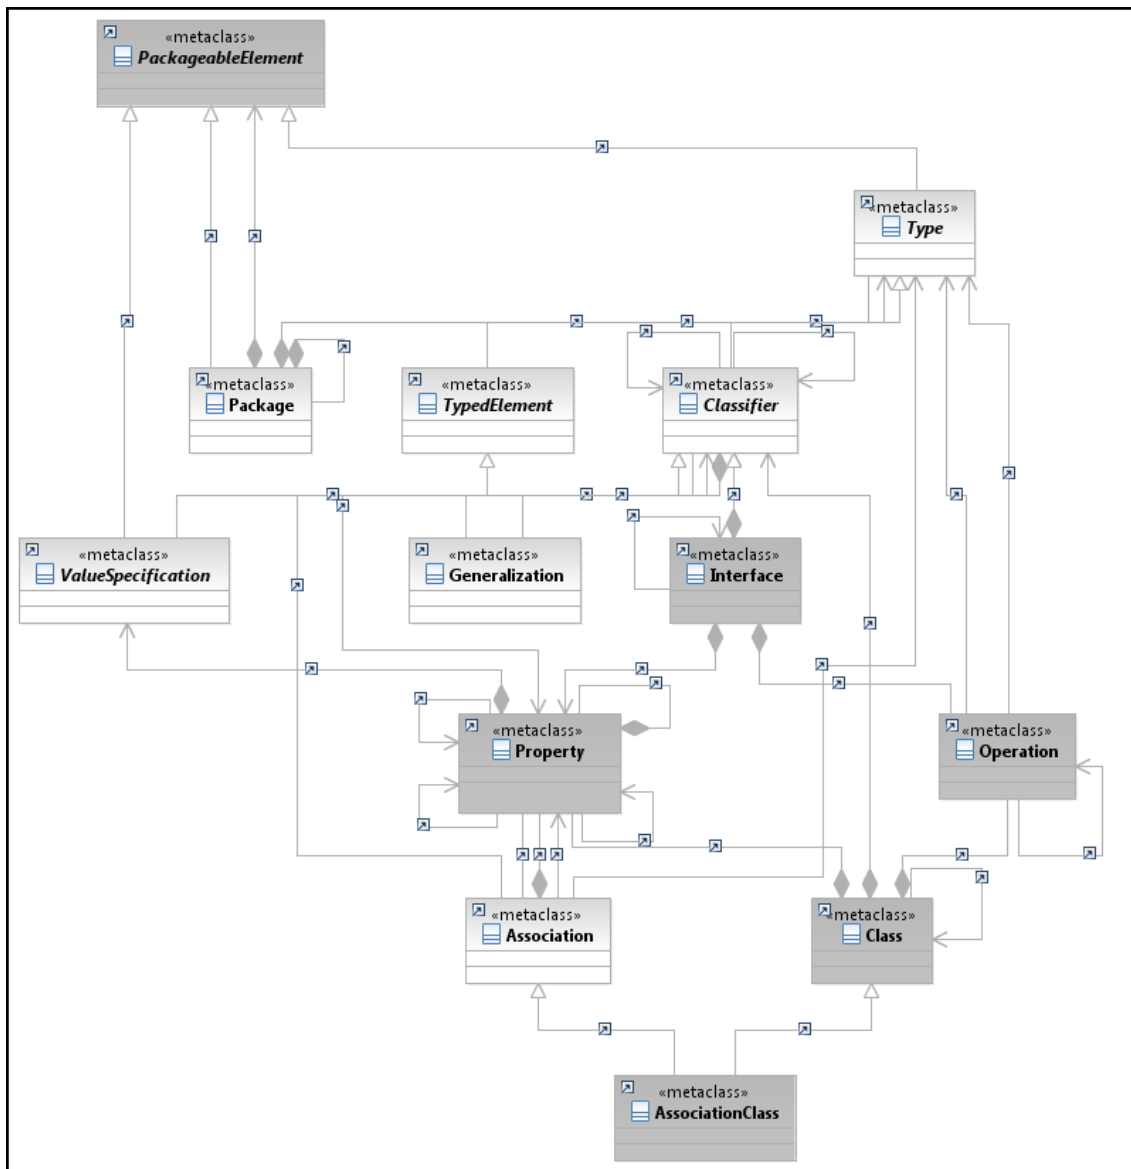 «metaclass»
PackageableElement
«metaclass»
Type
«metaclass»
Package
«metaclass»
TypedElement
«metaclass»
Classifier
«metaclass»
ValueSpecification
«metaclass»
Generalization
«metaclass»
Interface
«metaclass»
Property
«metaclass»
Operation
«metaclass»
Association
«metaclass»
Class
«metaclass»
AssociationClass